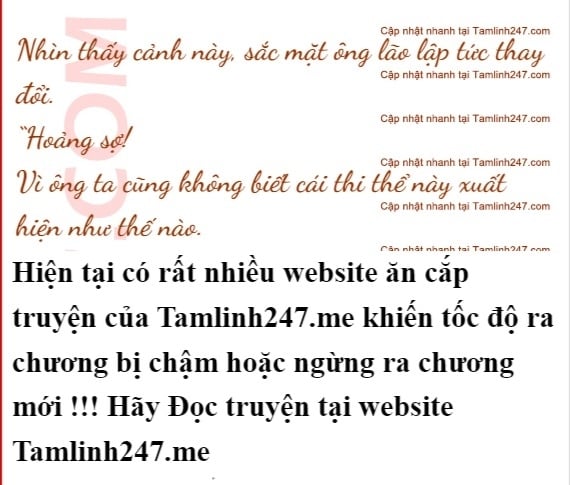 Cập nhật nhanh tại Tamlinh247.com
Nhìn thấy cảnh này, sắc mặt ông lão lập tức thay
Cập nhật nhanh tại Tamlinh247.com
đổi.
Cập nhật nhanh tại Tamlinh247.com
“Hoảng sợ!
Cập nhật nhanh tại Tamlinh247.com
Vì ông ta cũng không biết cái thi thể này xuất
Cập nhật nhanh tại Tamlinh247.com
hiện như thế nào.
Cập nhật nhanh tại Tamlinh247.com
.COM
Hiện tại có rất nhiều website ăn cắp
truyện của Tamlinh247.me khiến tốc độ ra
chương bị chậm hoặc ngừng ra chương
mới !!! Hãy Đọc truyện tại website
Tamlinh247.me